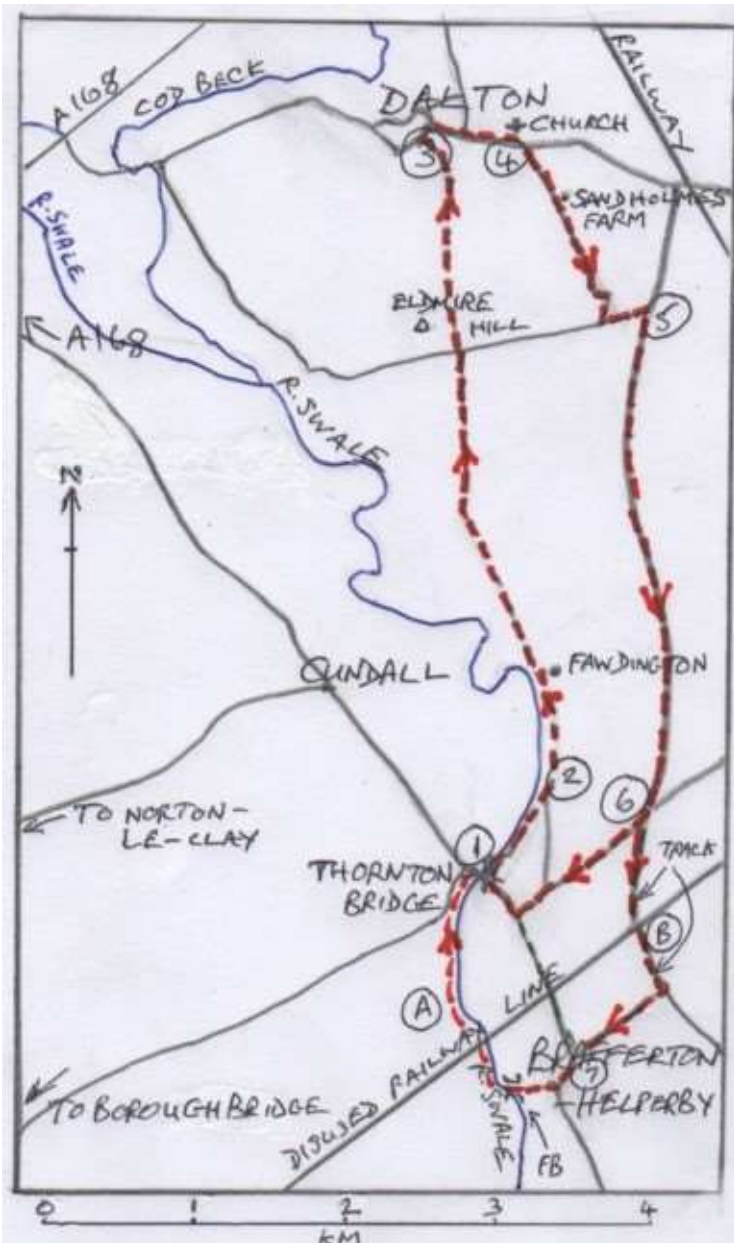 RAILWAY
A168
COD BECK
DALTON
CHURCH
3
4
R.SWALE
SANDHOLMES
FARM
ELDMIRE
HILL
5
A168
R.SWALE
N
CUNDALL
FAWDINGTON
2
6
TO NORTON-
LE-CLAY
1
TRACK
THORNTON
BRIDGE
B
A
BRAFFERTON
-HELPERBY
7
TO BOROUGHBRIDGE
DISUSED RAILWAY LINE
R.SWALE
FB
0 1 2 3 4
KM